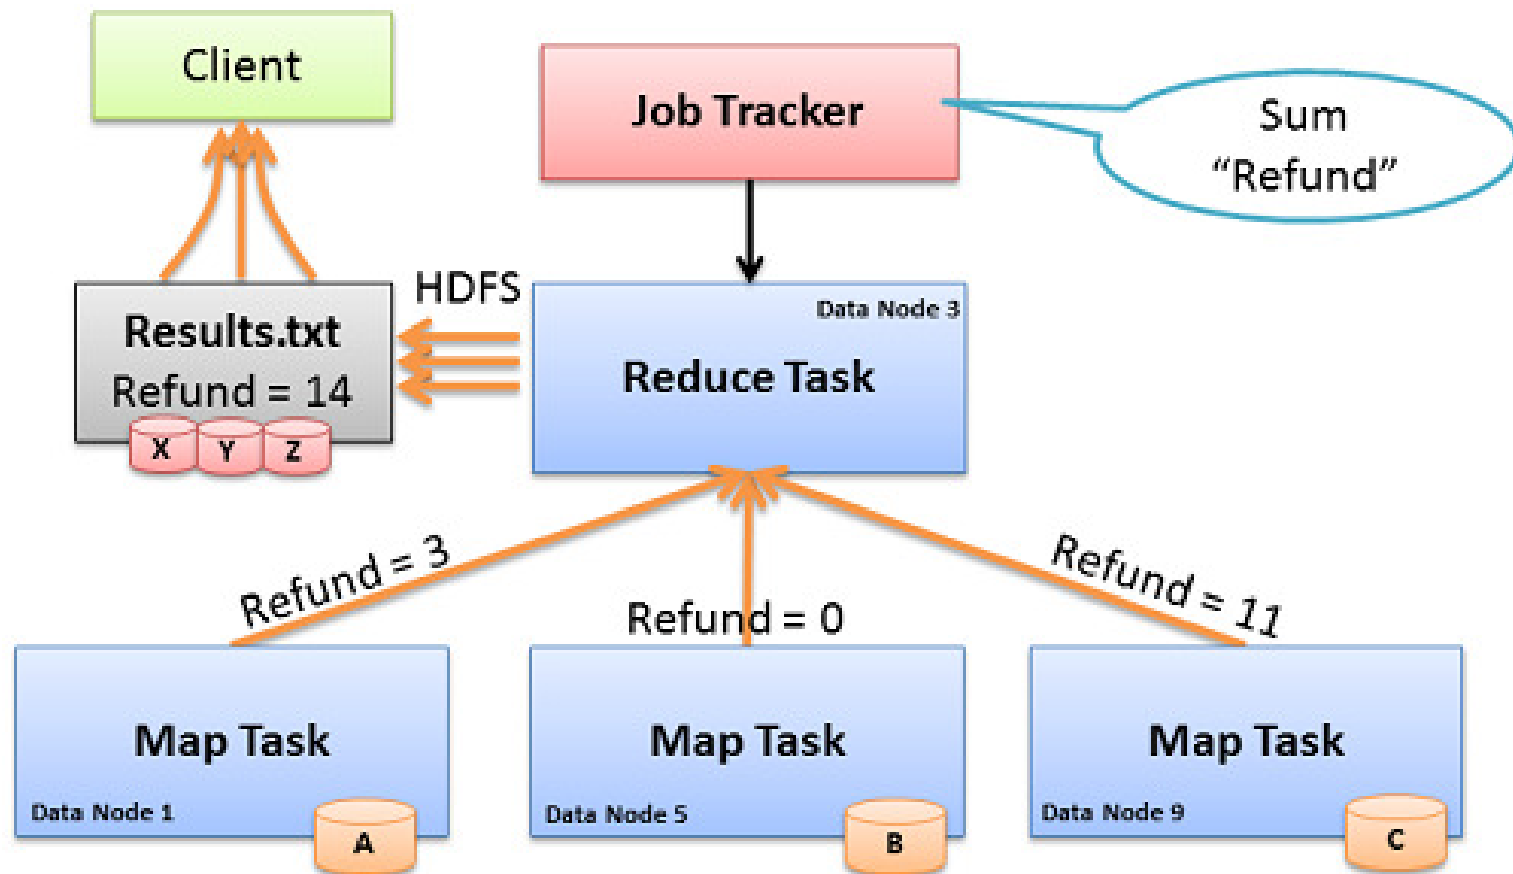 Client
Job Tracker
Sum
“Refund”
HDFS
Results.txt
Refund = 14
X Y Z
Data Node 3
Reduce Task
Refund = 3
Refund = 0
Refund = 11
Map Task
Data Node 1
A
Map Task
Data Node 5
B
Map Task
Data Node 9
C